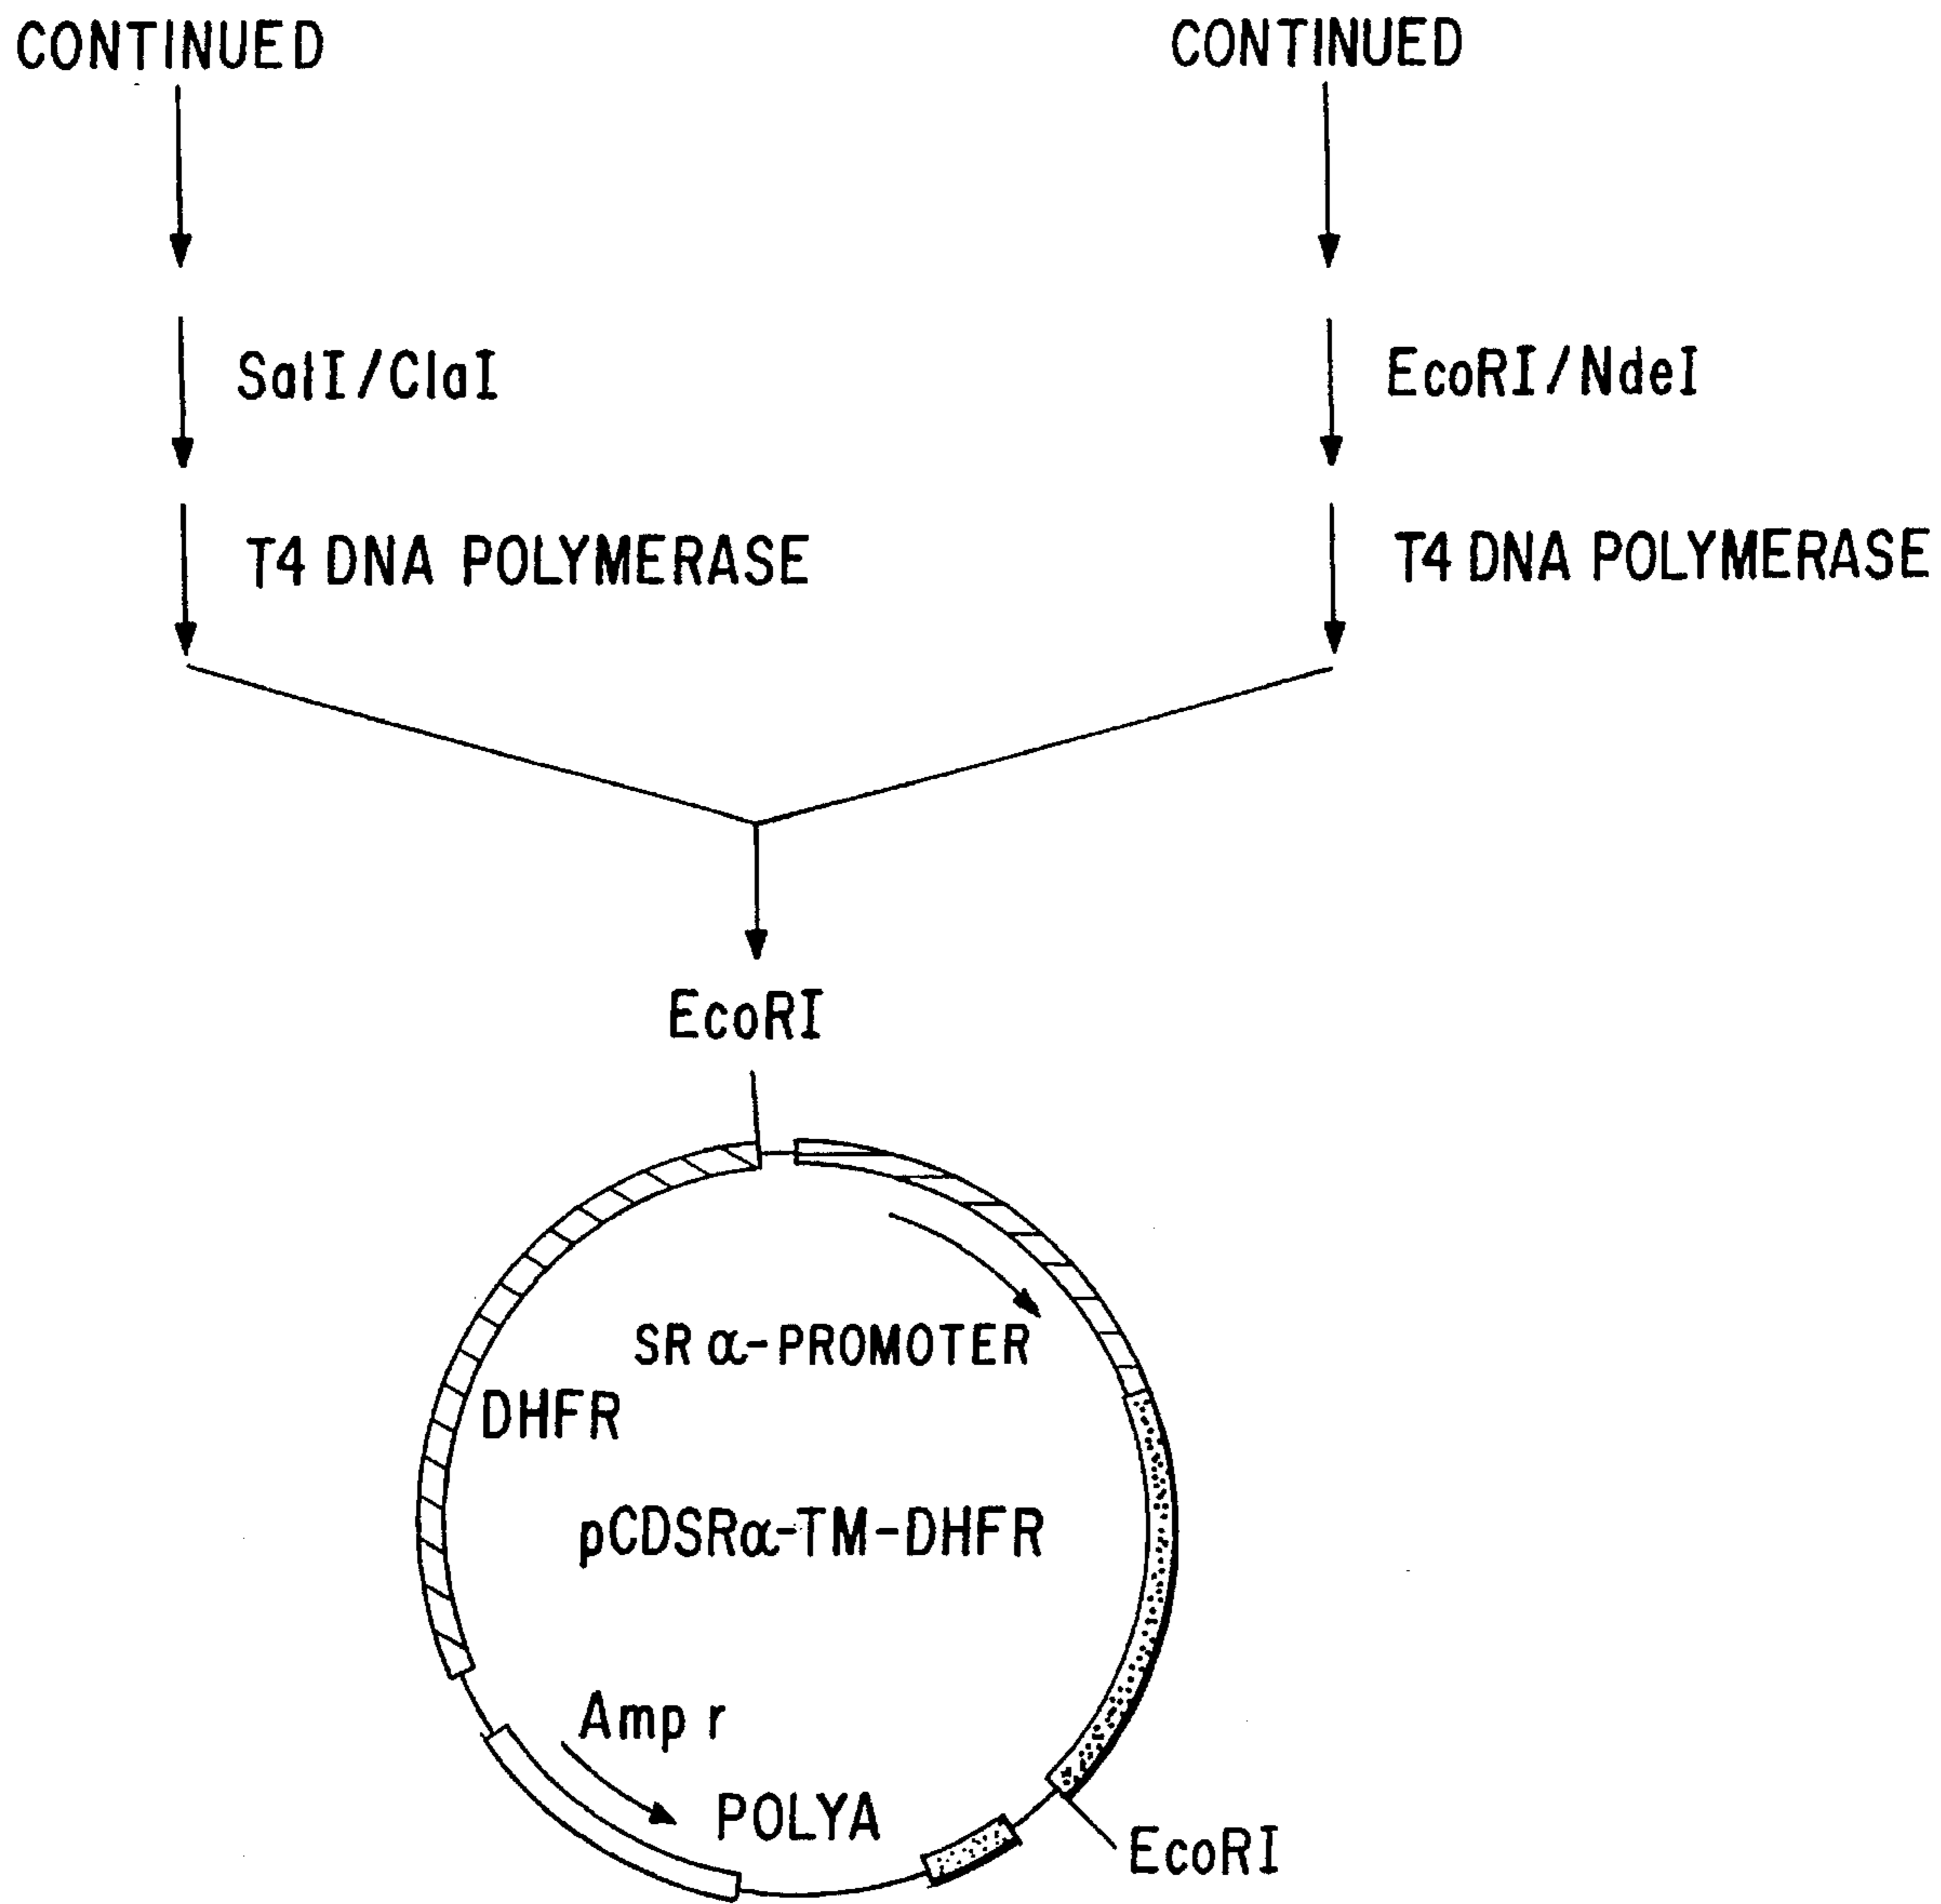 CONTINUED
CONTINUED
SalI/ClaI
EcoRI/NdeI
T4 DNA POLYMERASE
T4 DNA POLYMERASE
EcoRI
SR α-PROMOTER
DHFR
pCDSRα-TM-DHFR
Amp r
POLYA
EcoRI